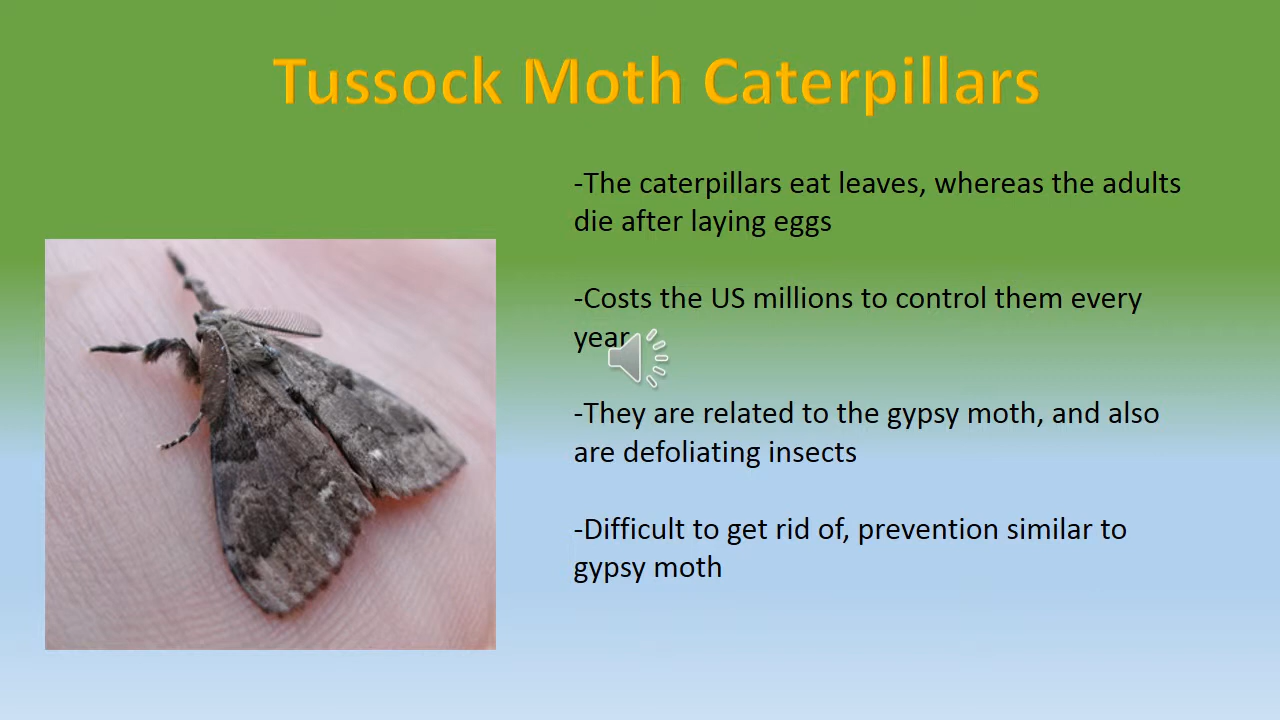 Tussock Moth Caterpillars
-The caterpillars eat leaves, whereas the adults
die after laying eggs
-Costs the US millions to control them every
year
-They are related to the gypsy moth, and also
are defoliating insects
-Difficult to get rid of, prevention similar to
gypsy moth